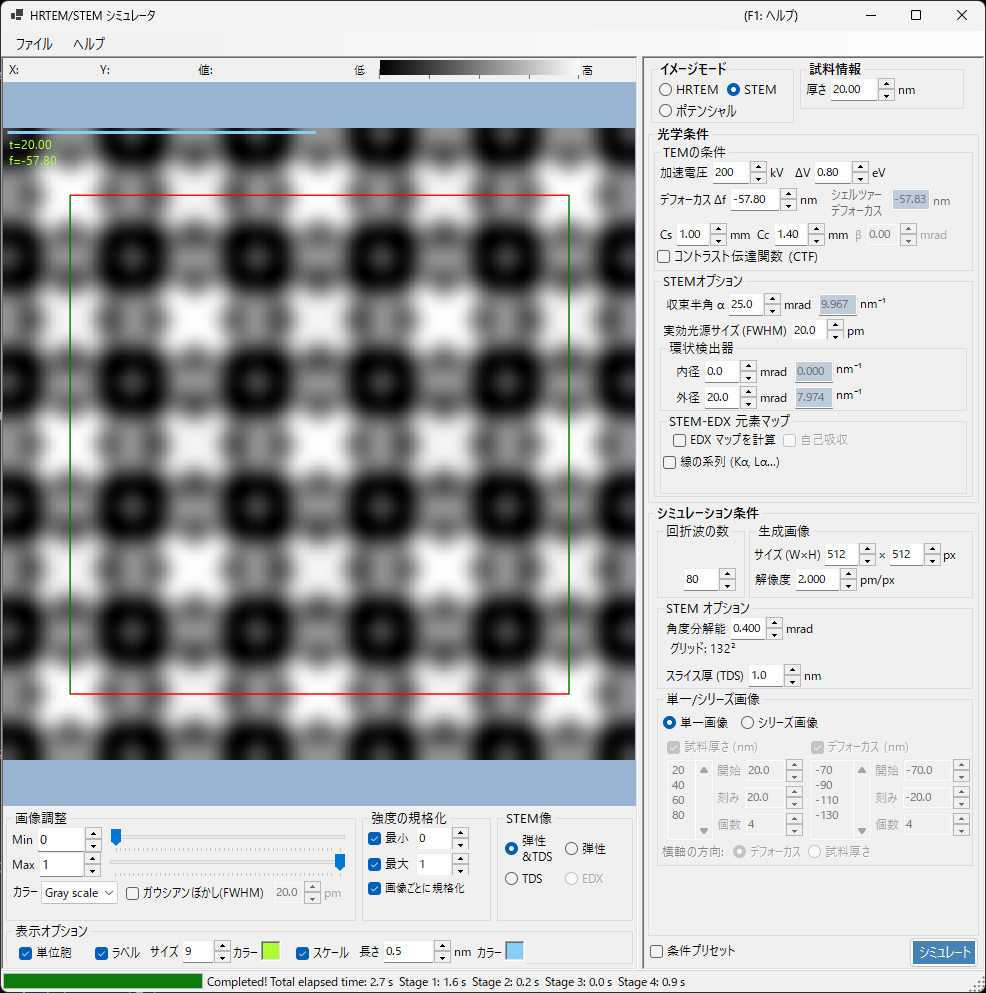 HRTEM/STEM シミュレータ (F1: ヘルプ)
ファイル ヘルプ
X: Y: 値: 低 高
t=20.00
f=-57.80
イメージモード
HRTEM STEM
ポテンシャル
試料情報
厚さ 20.00 nm
光学条件
TEMの条件
加速電圧 200 kV ΔV 0.80 eV
デフォーカス Δf -57.80 nm シェルツァーデフォーカス -57.83 nm
Cs 1.00 mm Cc 1.40 mm β 0.00 mrad
コントラスト伝達関数 (CTF)
STEMオプション
収束半角 α 25.0 mrad 9.967 nm⁻¹
実効光源サイズ (FWHM) 20.0 pm
環状検出器
内径 0.0 mrad 0.000 nm⁻¹
外径 20.0 mrad 7.974 nm⁻¹
STEM-EDX 元素マップ
EDX マップを計算 自己吸収
線の系列 (Kα, Lα...)
シミュレーション条件
回折波の数
80
生成画像
サイズ (W×H) 512 × 512 px
解像度 2.000 pm/px
STEM オプション
角度分解能 0.400 mrad
グリッド: 132²
スライス厚 (TDS) 1.0 nm
単一/シリーズ画像
単一画像 シリーズ画像
試料厚さ (nm) デフォーカス (nm)
20 開始 20.0 -70 開始 -70.0
40 -90
60 刻み 20.0 -110 刻み -20.0
80 個数 4 -130 個数 4
横軸の方向: デフォーカス 試料厚さ
条件プリセット シミュレート
画像調整
Min 0
Max 1
カラー Gray scale ガウシアンぼかし(FWHM) 20.0 pm
強度の規格化
最小 0
最大 1
画像ごとに規格化
STEM像
弾性&TDS 弾性
TDS EDX
表示オプション
単位胞 ラベル サイズ 9 カラー スケール 長さ 0.5 nm カラー
Completed! Total elapsed time: 2.7 s Stage 1: 1.6 s Stage 2: 0.2 s Stage 3: 0.0 s Stage 4: 0.9 s